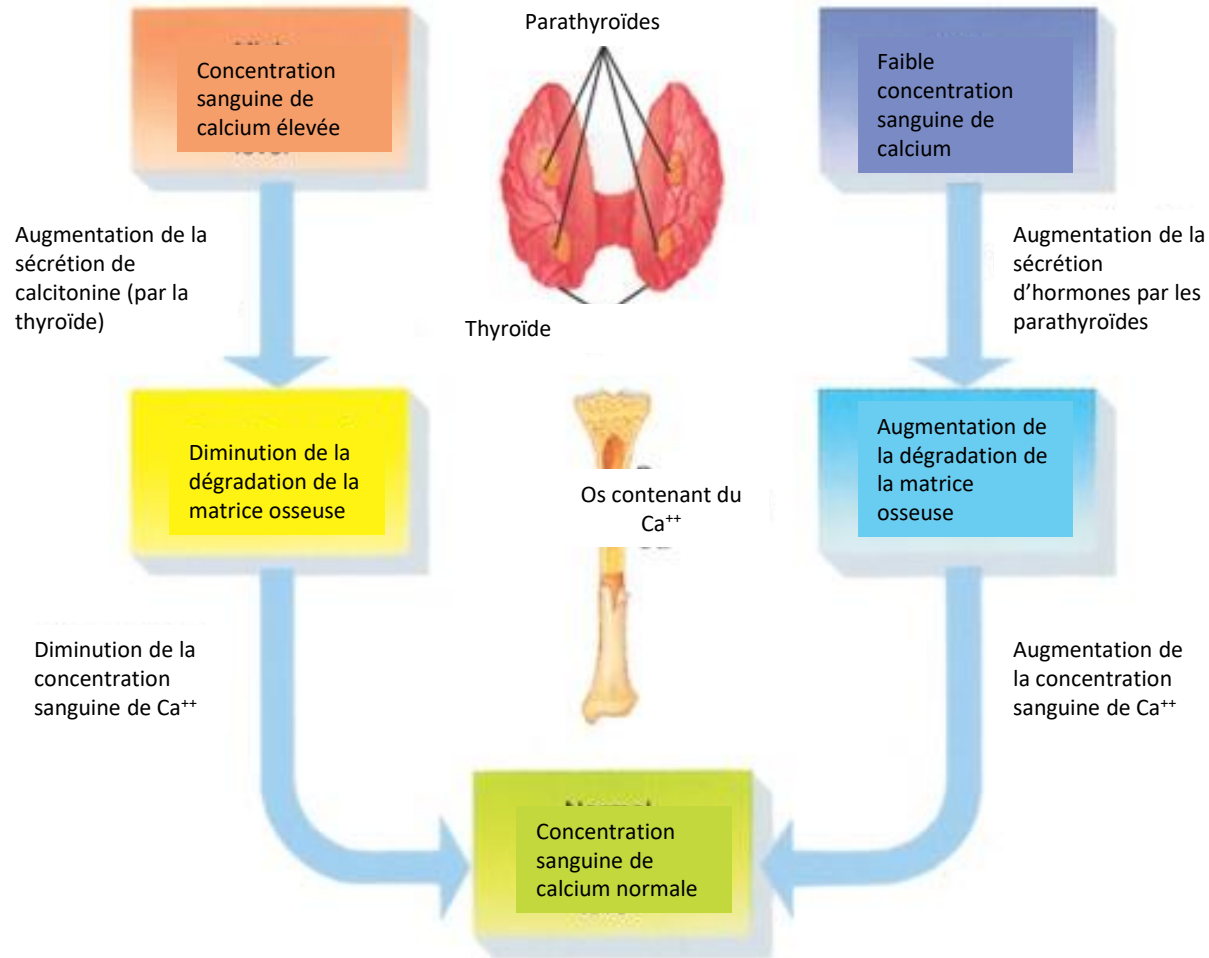 Parathyroïdes
Concentration
sanguine de
calcium élevée
Faible
concentration
sanguine de
calcium
Augmentation de la
sécrétion de
calcitonine (par la
thyroïde)
Augmentation de la
sécrétion
d’hormones par les
parathyroïdes
Thyroïde
Diminution de la
dégradation de la
matrice osseuse
Os contenant du
Ca⁺⁺
Augmentation de
la dégradation de
la matrice
osseuse
Diminution de la
concentration
sanguine de Ca⁺⁺
Augmentation de
la concentration
sanguine de Ca⁺⁺
Concentration
sanguine de
calcium normale